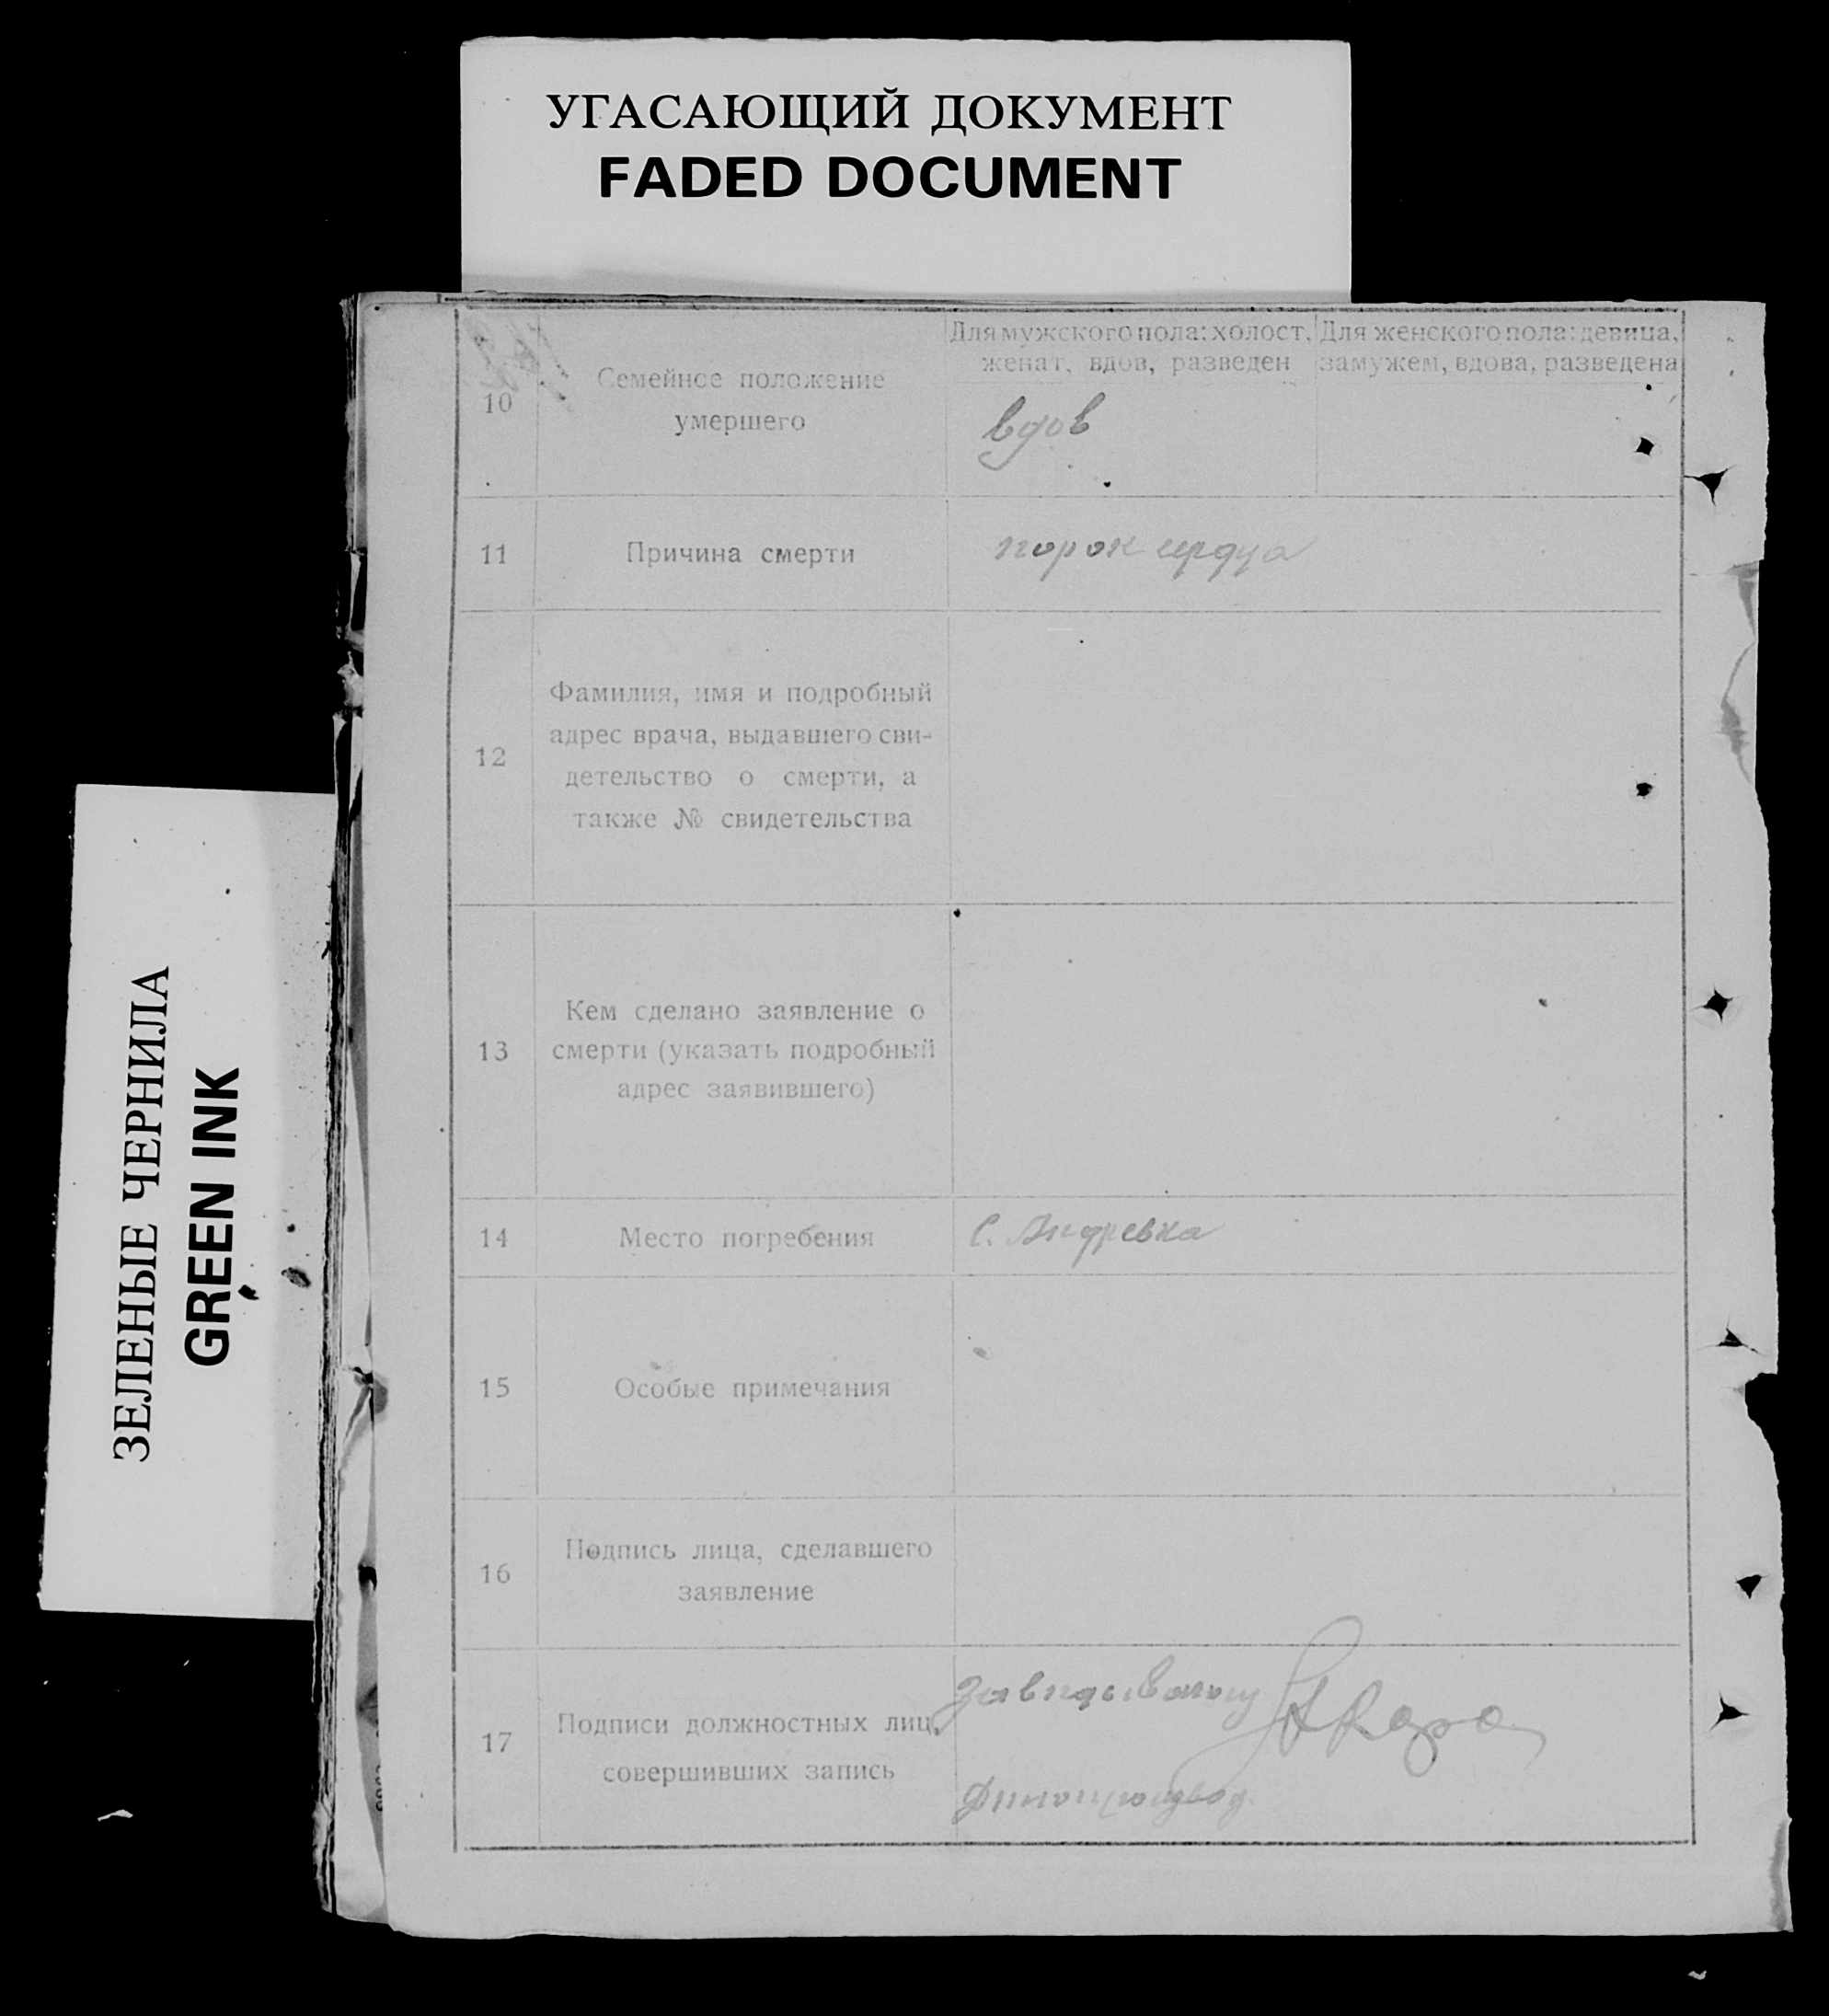 УГАСАЮЩИЙ ДОКУМЕНТ
FADED DOCUMENT
ЗЕЛЕНЫЕ ЧЕРНИЛА
GREEN INK
10
Семейное положение
умершего
Для мужского пола: холост,
женат, вдов, разведен
Для женского пола: девица,
замужем, вдова, разведена
вдов
11
Причина смерти
порок сердца
12
Фамилия, имя и подробный
адрес врача, выдавшего сви-
детельство о смерти, а
также № свидетельства
13
Кем сделано заявление о
смерти (указать подробный
адрес заявившего)
14
Место погребения
С. Андревка
15
Особые примечания
16
Подпись лица, сделавшего
заявление
17
Подписи должностных лиц,
совершивших запись